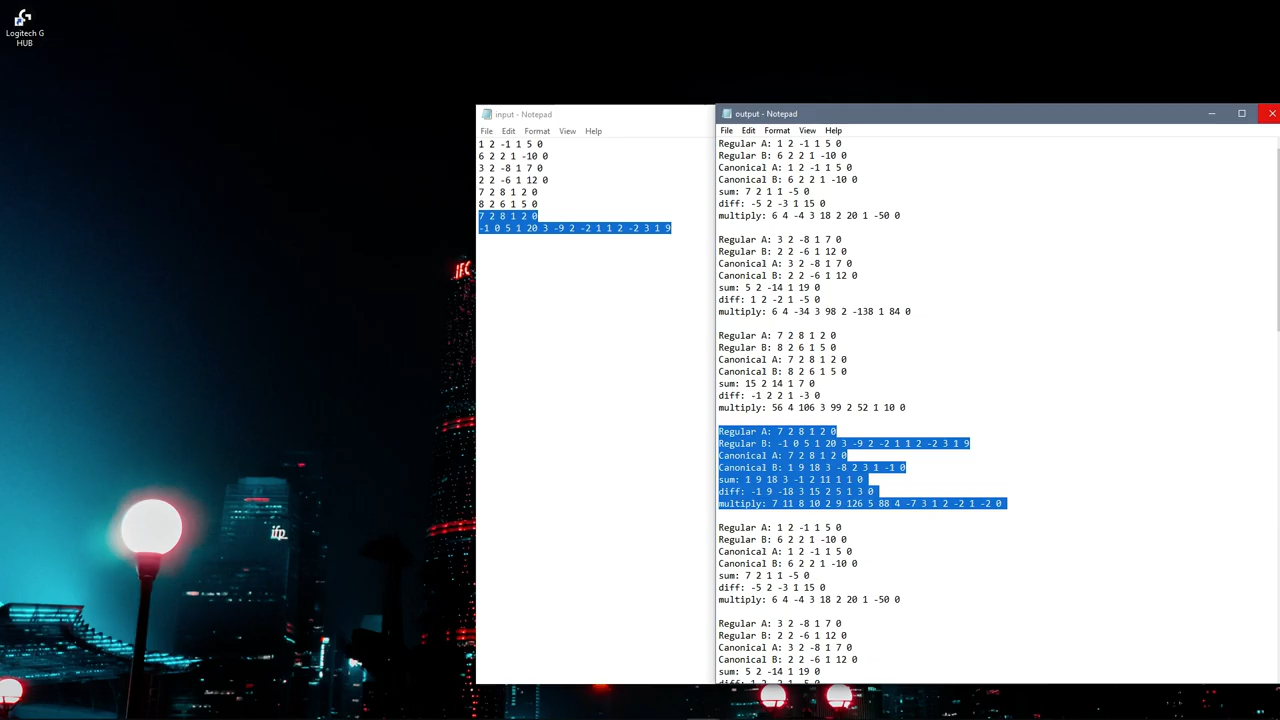 Logitech G
HUB
input - Notepad
File Edit Format View Help
1 2 -1 1 5 0
6 2 2 1 -10 0
3 2 -8 1 7 0
2 2 -6 1 12 0
7 2 8 1 2 0
8 2 6 1 5 0
7 2 8 1 2 0
-1 0 5 1 20 3 -9 2 -2 1 1 2 -2 3 1 9
output - Notepad
File Edit Format View Help
Regular A: 1 2 -1 1 5 0
Regular B: 6 2 2 1 -10 0
Canonical A: 1 2 -1 1 5 0
Canonical B: 6 2 2 1 -10 0
sum: 7 2 1 1 -5 0
diff: -5 2 -3 1 15 0
multiply: 6 4 -4 3 18 2 20 1 -50 0
Regular A: 3 2 -8 1 7 0
Regular B: 2 2 -6 1 12 0
Canonical A: 3 2 -8 1 7 0
Canonical B: 2 2 -6 1 12 0
sum: 5 2 -14 1 19 0
diff: 1 2 -2 1 -5 0
multiply: 6 4 -34 3 98 2 -138 1 84 0
Regular A: 7 2 8 1 2 0
Regular B: 8 2 6 1 5 0
Canonical A: 7 2 8 1 2 0
Canonical B: 8 2 6 1 5 0
sum: 15 2 14 1 7 0
diff: -1 2 2 1 -3 0
multiply: 56 4 106 3 99 2 52 1 10 0
Regular A: 7 2 8 1 2 0
Regular B: -1 0 5 1 20 3 -9 2 -2 1 1 2 -2 3 1 9
Canonical A: 7 2 8 1 2 0
Canonical B: 1 9 18 3 -8 2 3 1 -1 0
sum: 1 9 18 3 -1 2 11 1 1 0
diff: -1 9 -18 3 15 2 5 1 3 0
multiply: 7 11 8 10 2 9 126 5 88 4 -7 3 1 2 -2 1 -2 0
Regular A: 1 2 -1 1 5 0
Regular B: 6 2 2 1 -10 0
Canonical A: 1 2 -1 1 5 0
Canonical B: 6 2 2 1 -10 0
sum: 7 2 1 1 -5 0
diff: -5 2 -3 1 15 0
multiply: 6 4 -4 3 18 2 20 1 -50 0
Regular A: 3 2 -8 1 7 0
Regular B: 2 2 -6 1 12 0
Canonical A: 3 2 -8 1 7 0
Canonical B: 2 2 -6 1 12 0
sum: 5 2 -14 1 19 0
diff: 1 2 -2 1 -5 0
ifp